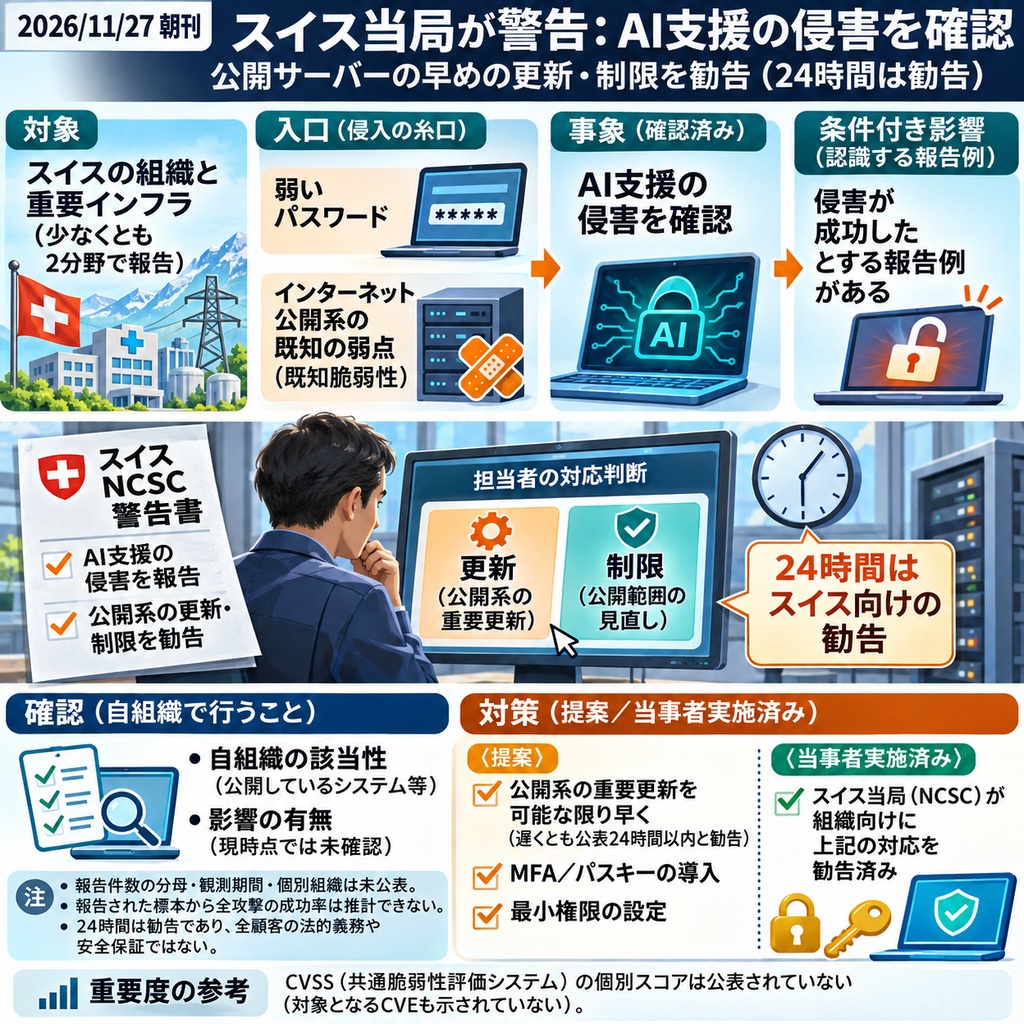 2026/11/27 朝刊
スイス当局が警告：AI支援の侵害を確認
公開サーバーの早めの更新・制限を勧告（24時間は勧告）
対象
スイスの組織と
重要インフラ
（少なくとも
2分野で報告）
入口（侵入の糸口）
弱い
パスワード
*****
インターネット
公開系の
既知の弱点
（既知脆弱性）
事象（確認済み）
AI支援の
侵害を確認
AI
条件付き影響
（認識する報告例）
侵害が
成功した
とする報告例
がある
スイス
NCSC
警告書
AI支援の
侵害を報告
公開系の更新・
制限を勧告
担当者の対応判断
更新
（公開系の
重要更新）
制限
（公開範囲の
見直し）
24時間は
スイス向けの
勧告
確認（自組織で行うこと）
• 自組織の該当性
（公開しているシステム等）
• 影響の有無
（現時点では未確認）
注
• 報告件数の分母・観測期間・個別組織は未公表。
• 報告された標本から全攻撃の成功率は推計できない。
• 24時間は勧告であり、全顧客の法的義務や
安全保証ではない。
対策（提案／当事者実施済み）
〈提案〉
公開系の重要更新を
可能な限り早く
（遅くとも公表24時間以内と勧告）
MFA／パスキーの導入
最小権限の設定
〈当事者実施済み〉
スイス当局（NCSC）が
組織向けに
上記の対応を
勧告済み
重要度の参考
CVSS（共通脆弱性評価システム）の個別スコアは公表されていない
（対象となるCVEも示されていない）。